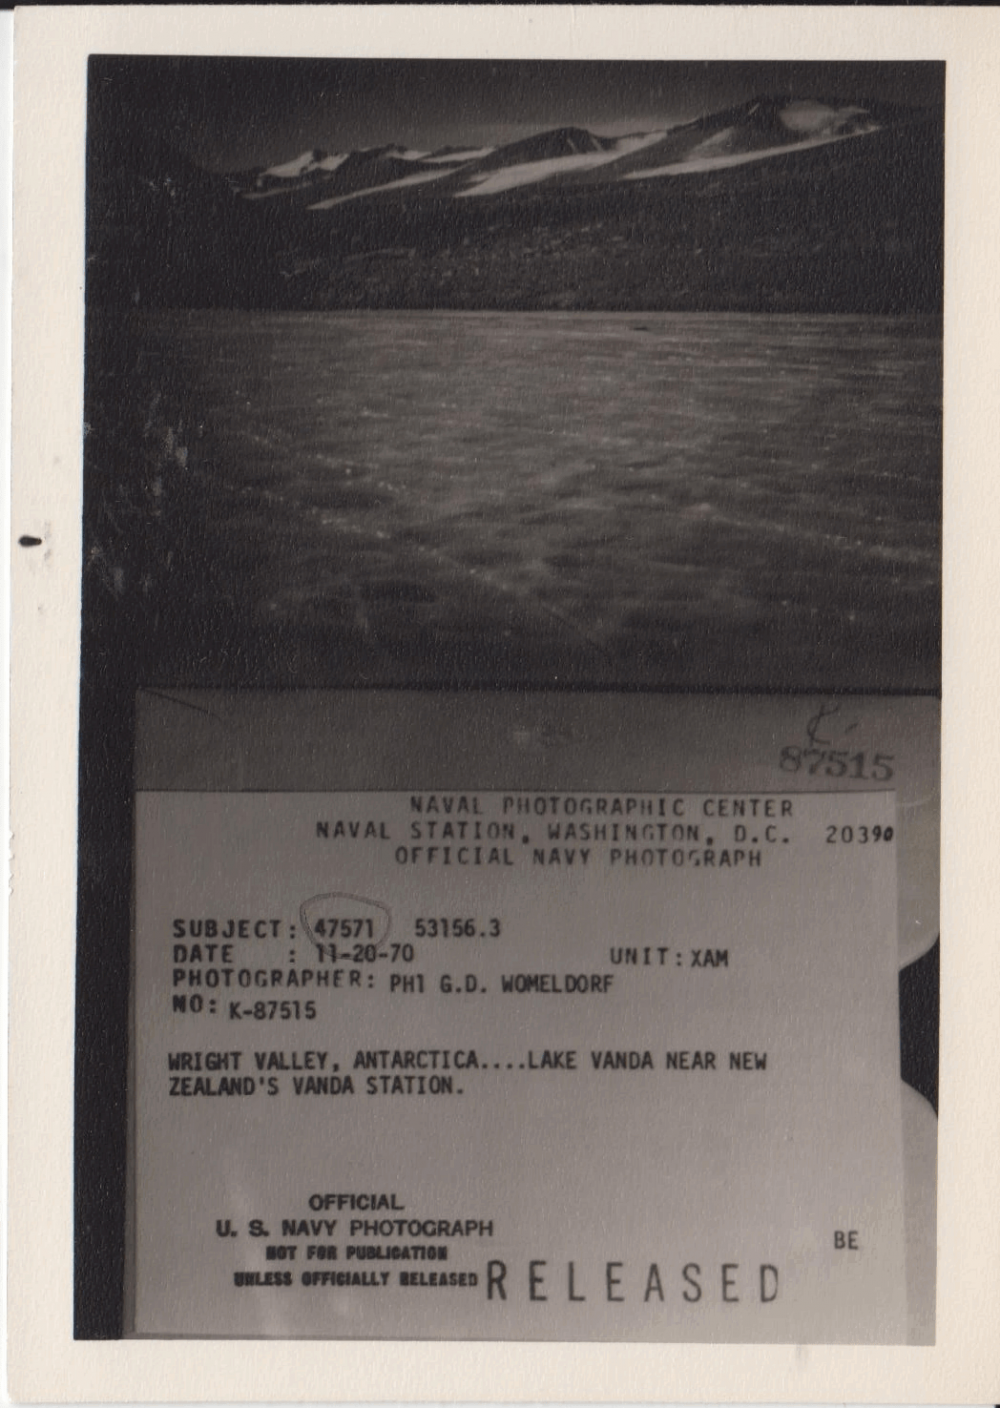 87515
NAVAL PHOTOGRAPHIC CENTER
NAVAL STATION, WASHINGTON, D.C. 20390
OFFICIAL NAVY PHOTOGRAPH
SUBJECT: 47571 53156.3
DATE : 11-20-70 UNIT: XAM
PHOTOGRAPHER: PH1 G.D. WOMELDORF
NO: K-87515
WRIGHT VALLEY, ANTARCTICA....LAKE VANDA NEAR NEW
ZEALAND'S VANDA STATION.
OFFICIAL
U. S. NAVY PHOTOGRAPH
NOT FOR PUBLICATION
UNLESS OFFICIALLY RELEASED RELEASED
BE